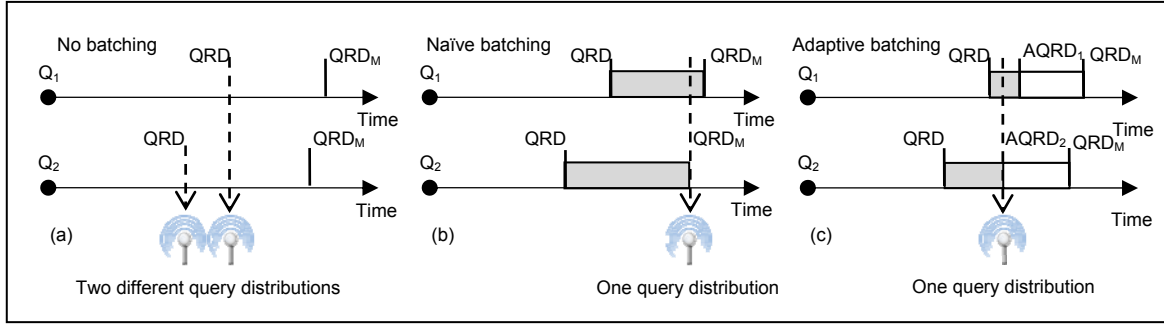 No batching
QRD
QRD_M
Q_1
Time
QRD
QRD_M
Q_2
Time
(a)
Two different query distributions
Naïve batching
QRD
QRD_M
Q_1
Time
QRD
QRD_M
Q_2
Time
(b)
One query distribution
Adaptive batching
QRD
AQRD_1
QRD_M
Q_1
Time
QRD
AQRD_2
QRD_M
Q_2
Time
(c)
One query distribution